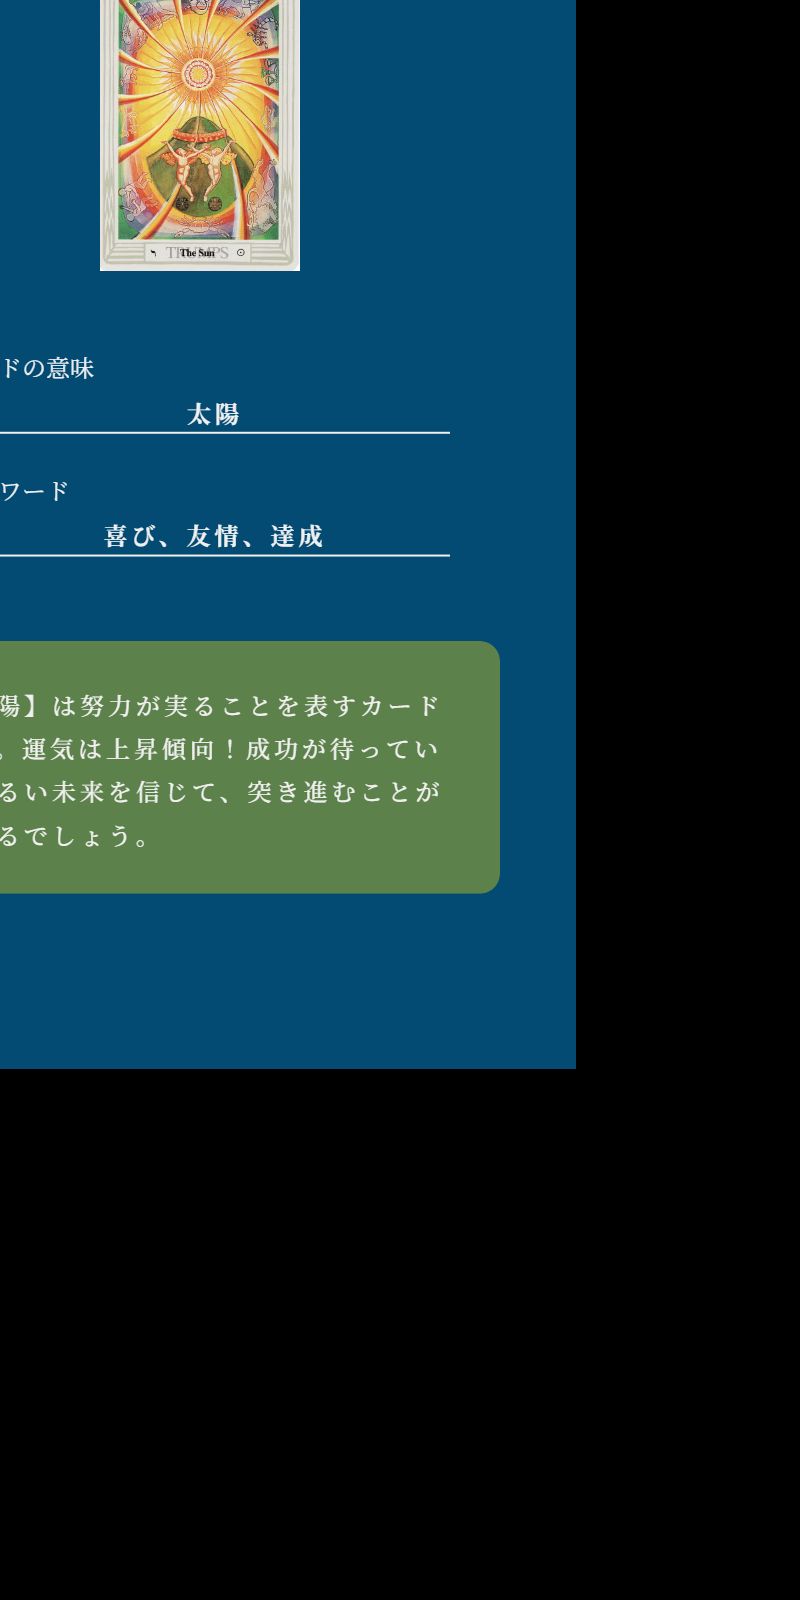 TRUMPS
The Sun
ドの意味
太陽
ワード
喜び、友情、達成
陽】は努力が実ることを表すカード
。運気は上昇傾向！成功が待ってい
るい未来を信じて、突き進むことが
るでしょう。